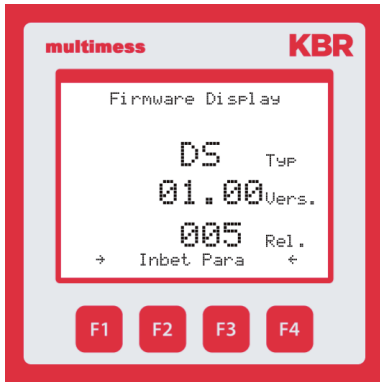 multimess KBR
Firmware Display
DS Typ
01.00 Vers.
005 Rel.
→ Inbet Para ←
F1 F2 F3 F4